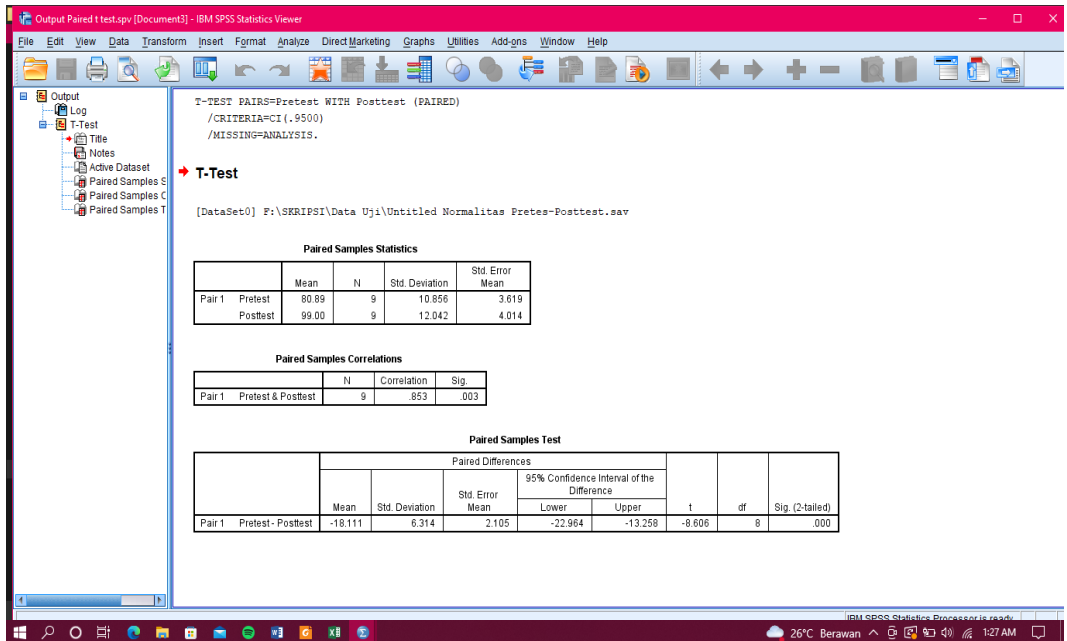 Output Paired t test.spv [Document3] - IBM SPSS Statistics Viewer
File Edit View Data Transform Insert Format Analyze Direct Marketing Graphs Utilities Add-ons Window Help
Output
Log
T-Test
Title
Notes
Active Dataset
Paired Samples S
Paired Samples C
Paired Samples T
T-TEST PAIRS=Pretest WITH Posttest (PAIRED)
/CRITERIA=CI(.9500)
/MISSING=ANALYSIS.
T-Test
[DataSet0] F:\SKRIPSI\Data Uji\Untitled Normalitas Pretes-Posttest.sav
Paired Samples Statistics
Mean N Std. Deviation Std. Error Mean
Pair 1 Pretest 80.89 9 10.856 3.619
Posttest 99.00 9 12.042 4.014
Paired Samples Correlations
N Correlation Sig.
Pair 1 Pretest & Posttest 9 .853 .003
Paired Samples Test
Paired Differences
95% Confidence Interval of the Difference
Mean Std. Deviation Std. Error Mean Lower Upper t df Sig. (2-tailed)
Pair 1 Pretest - Posttest -18.111 6.314 2.105 -22.964 -13.258 -8.606 8 .000
IBM SPSS Statistics Processor is ready
26°C Berawan 1:27 AM